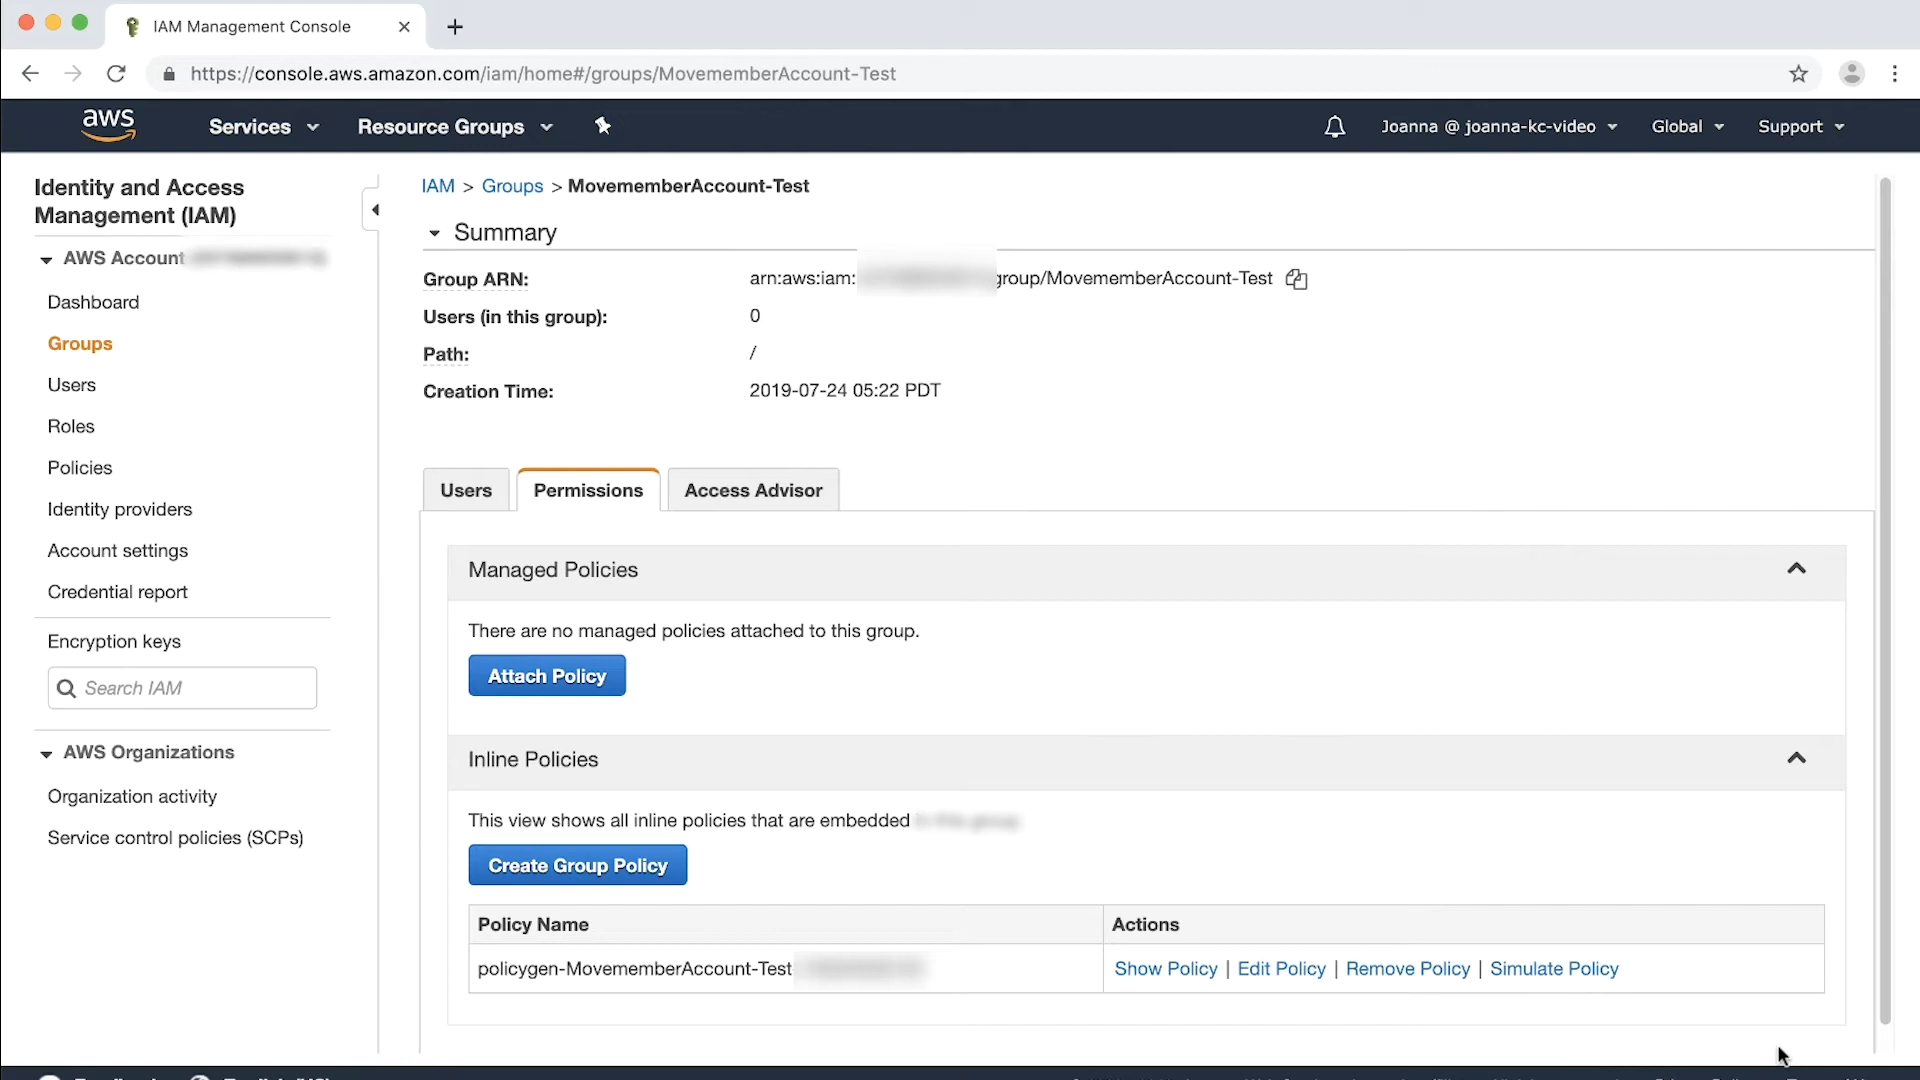 IAM Management Console
https://console.aws.amazon.com/iam/home#/groups/MovememberAccount-Test
aws Services Resource Groups Joanna @ joanna-kc-video Global Support
Identity and Access
Management (IAM)
AWS Account
Dashboard
Groups
Users
Roles
Policies
Identity providers
Account settings
Credential report
Encryption keys
Search IAM
AWS Organizations
Organization activity
Service control policies (SCPs)
IAM > Groups > MovememberAccount-Test
Summary
Group ARN: arn:aws:iam: group/MovememberAccount-Test
Users (in this group): 0
Path: /
Creation Time: 2019-07-24 05:22 PDT
Users Permissions Access Advisor
Managed Policies
There are no managed policies attached to this group.
Attach Policy
Inline Policies
This view shows all inline policies that are embedded
Create Group Policy
Policy Name Actions
policygen-MovememberAccount-Test Show Policy | Edit Policy | Remove Policy | Simulate Policy